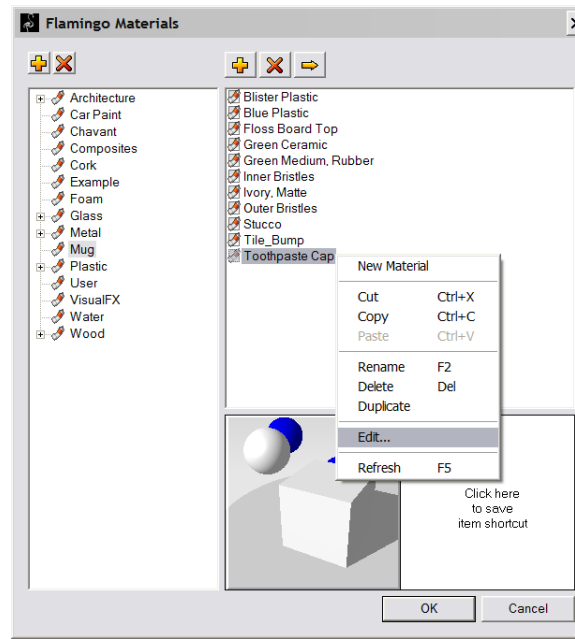 Flamingo Materials
Architecture
Car Paint
Chavant
Composites
Cork
Example
Foam
Glass
Metal
Mug
Plastic
User
VisualFX
Water
Wood
Blister Plastic
Blue Plastic
Floss Board Top
Green Ceramic
Green Medium, Rubber
Inner Bristles
Ivory, Matte
Outer Bristles
Stucco
Tile_Bump
Toothpaste Cap
New Material
Cut Ctrl+X
Copy Ctrl+C
Paste Ctrl+V
Rename F2
Delete Del
Duplicate
Edit...
Refresh F5
Click here
to save
item shortcut
OK Cancel